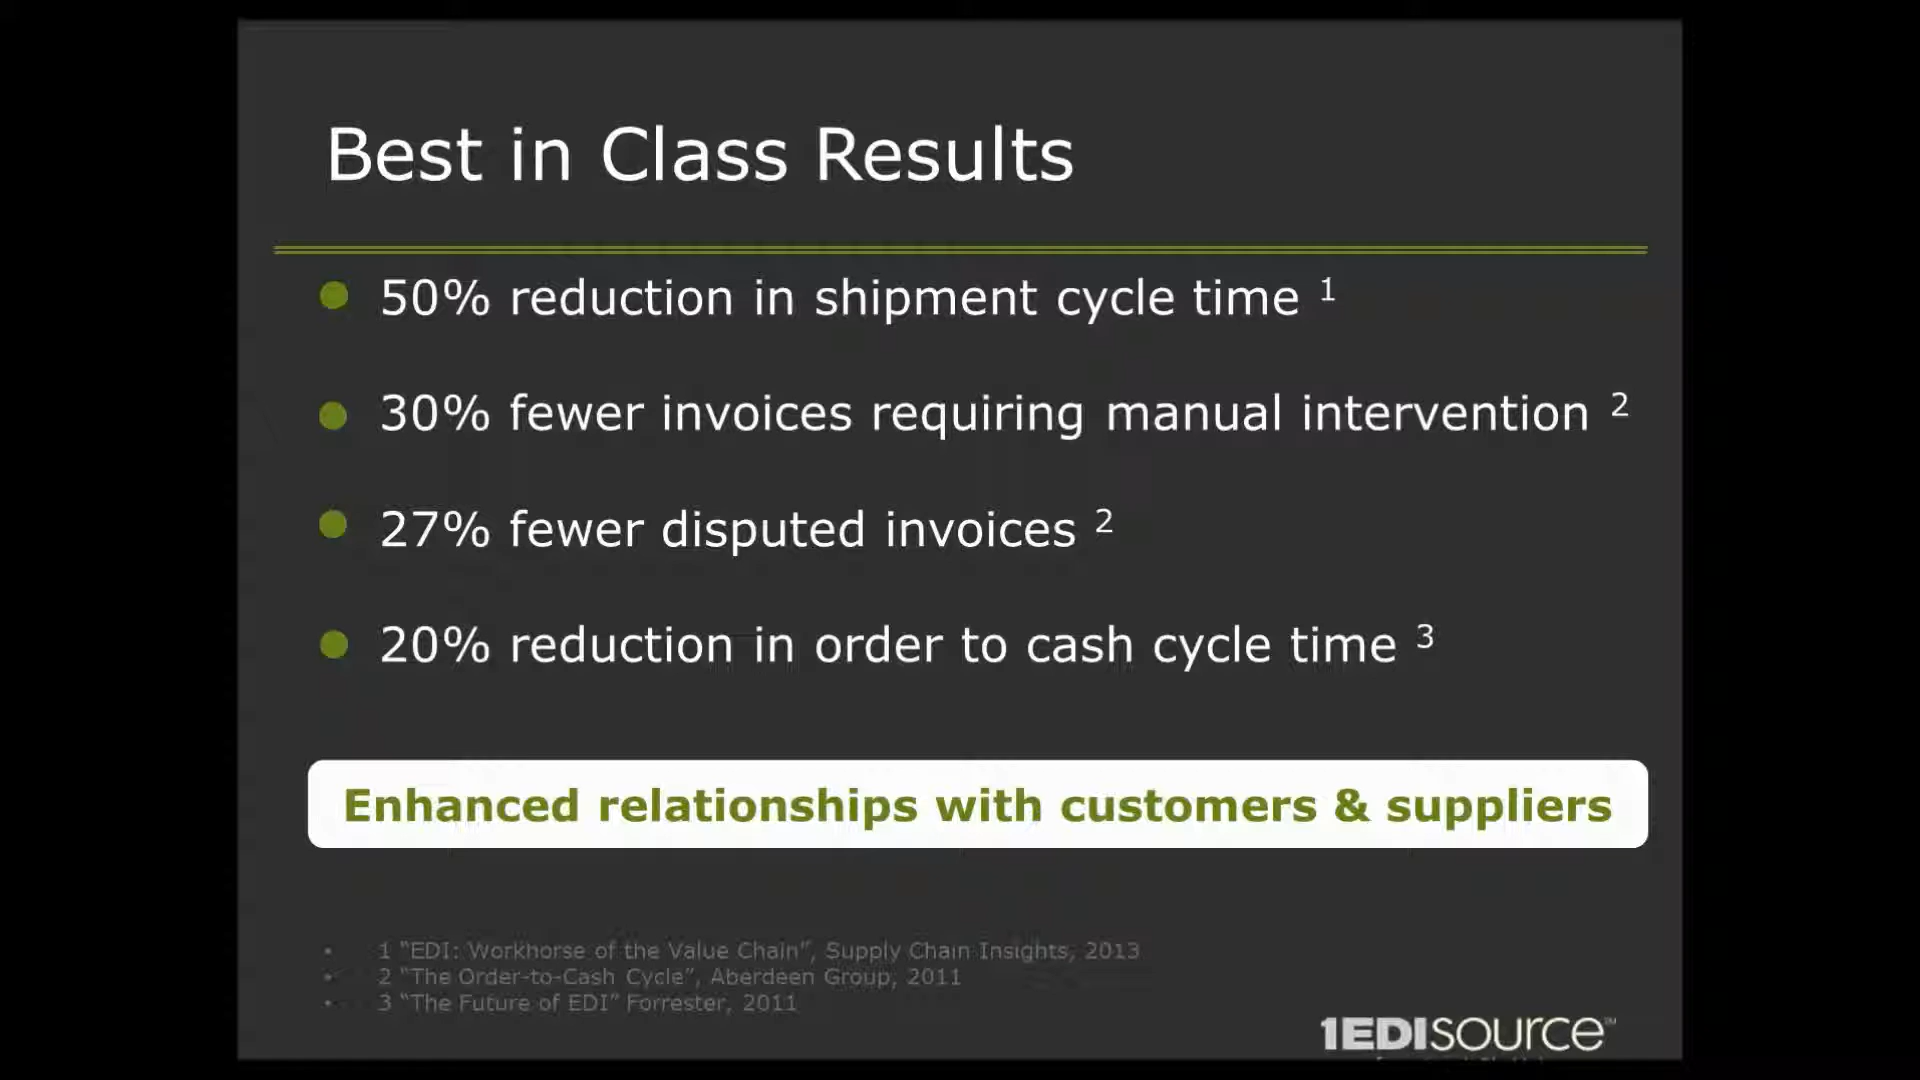 Best in Class Results
50% reduction in shipment cycle time 1
30% fewer invoices requiring manual intervention 2
27% fewer disputed invoices 2
20% reduction in order to cash cycle time 3
Enhanced relationships with customers & suppliers
• 1 “EDI: Workhorse of the Value Chain”, Supply Chain Insights, 2013
• 2 “The Order-to-Cash Cycle”, Aberdeen Group, 2011
• 3 “The Future of EDI” Forrester, 2011
1EDISOURCE™